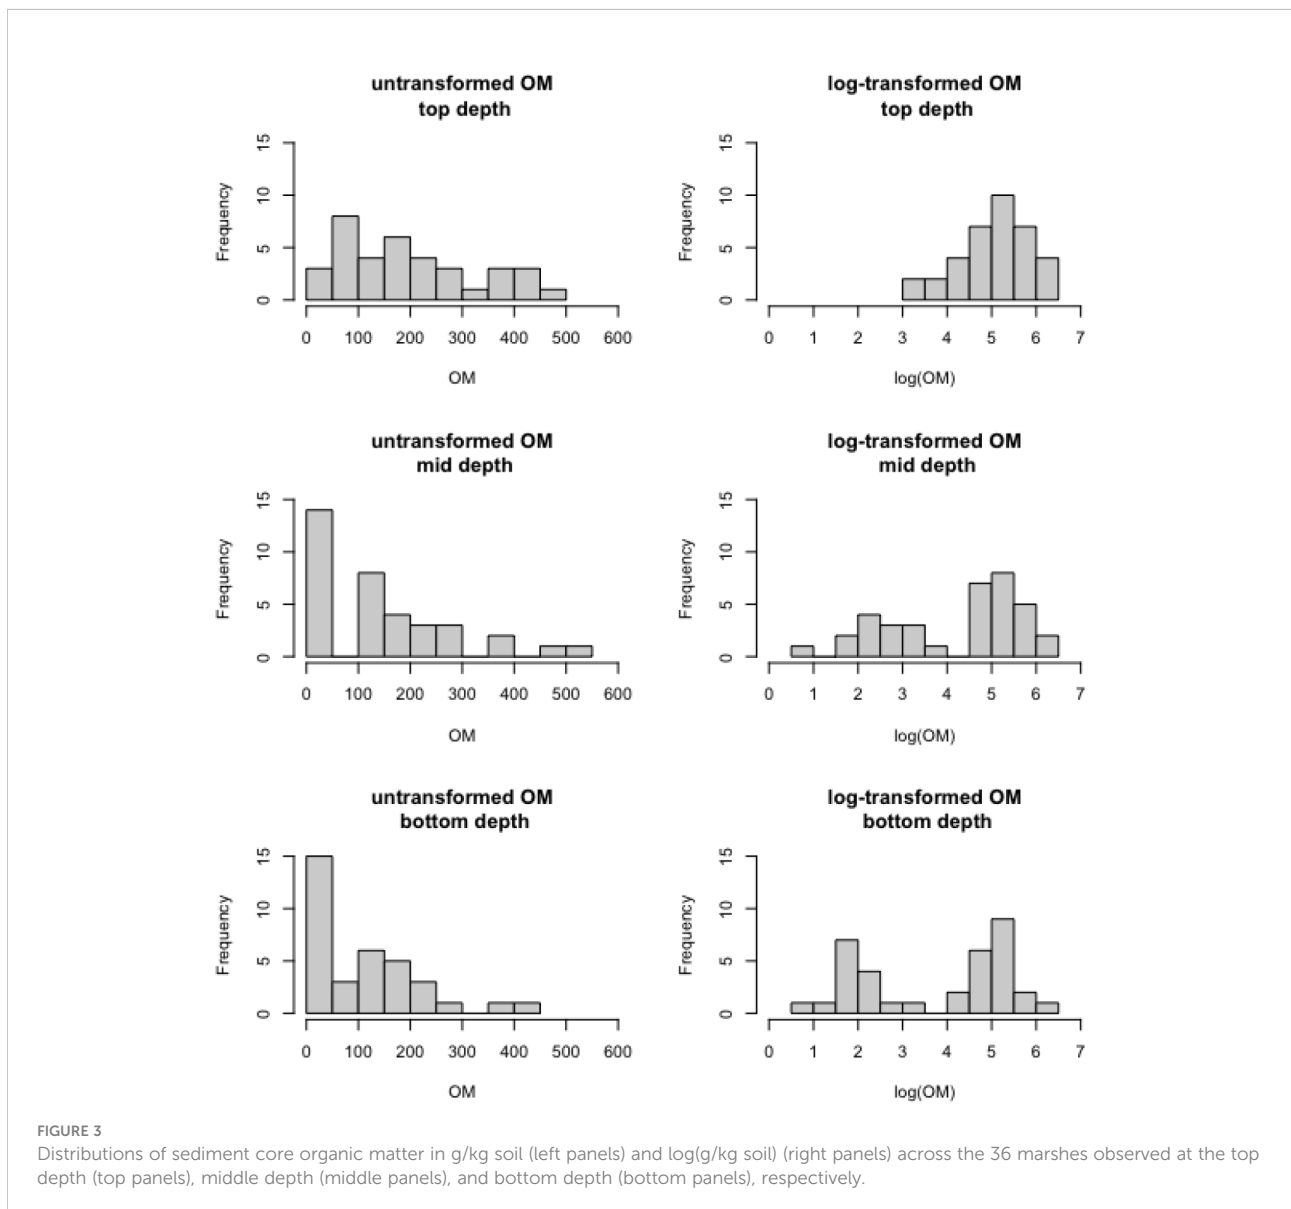 untransformed OM
top depth
15
10
5
0
Frequency
0 100 200 300 400 500 600
OM
log-transformed OM
top depth
15
10
5
0
Frequency
0 1 2 3 4 5 6 7
log(OM)
untransformed OM
mid depth
15
10
5
0
Frequency
0 100 200 300 400 500 600
OM
log-transformed OM
mid depth
15
10
5
0
Frequency
0 1 2 3 4 5 6 7
log(OM)
untransformed OM
bottom depth
15
10
5
0
Frequency
0 100 200 300 400 500 600
OM
log-transformed OM
bottom depth
15
10
5
0
Frequency
0 1 2 3 4 5 6 7
log(OM)
FIGURE 3
Distributions of sediment core organic matter in g/kg soil (left panels) and log(g/kg soil) (right panels) across the 36 marshes observed at the top
depth (top panels), middle depth (middle panels), and bottom depth (bottom panels), respectively.